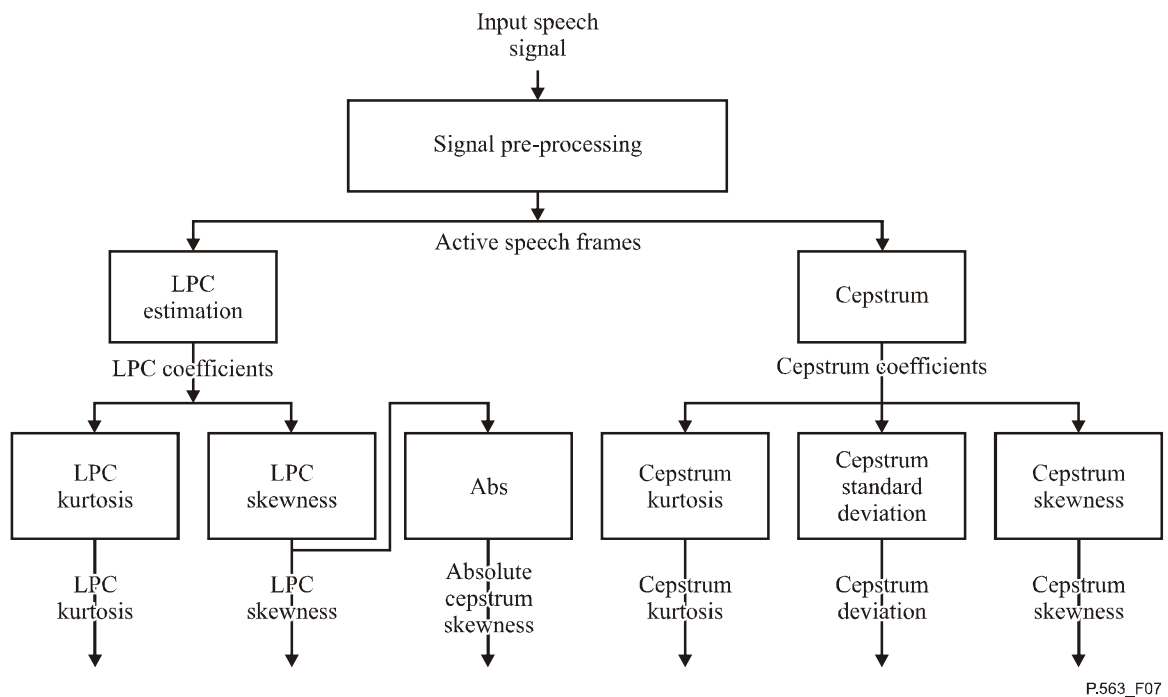 Input speech
signal
Signal pre-processing
Active speech frames
LPC
estimation
Cepstrum
LPC coefficients
Cepstrum coefficients
LPC
kurtosis
LPC
skewness
Abs
Cepstrum
kurtosis
Cepstrum
standard
deviation
Cepstrum
skewness
LPC
kurtosis
LPC
skewness
Absolute
cepstrum
skewness
Cepstrum
kurtosis
Cepstrum
deviation
Cepstrum
skewness
P.563_F07